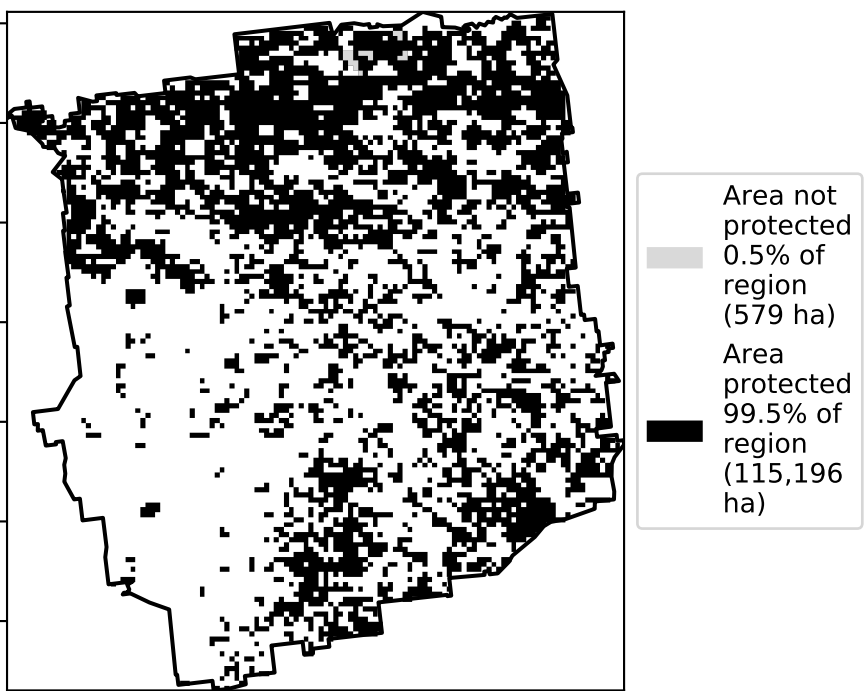 Area not
protected
0.5% of
region
(579 ha)
Area
protected
99.5% of
region
(115,196
ha)